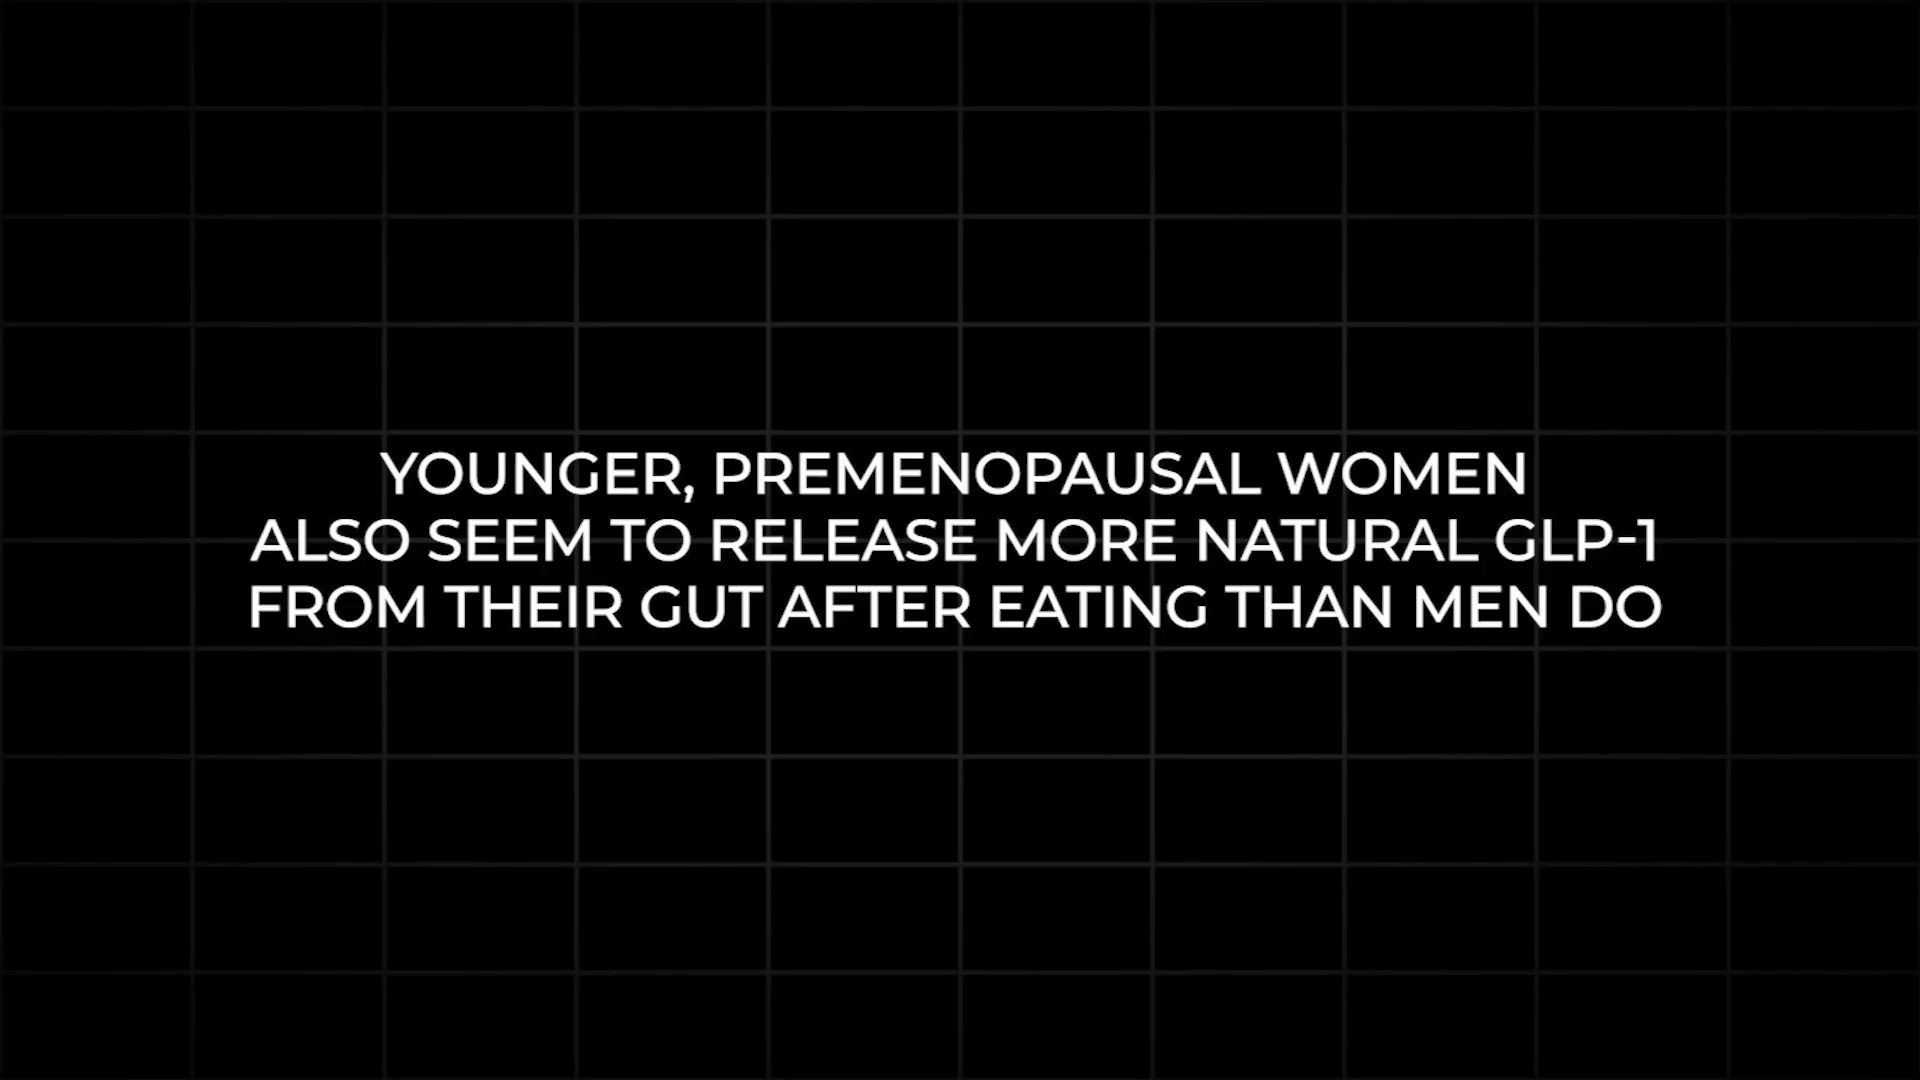 YOUNGER, PREMENOPAUSAL WOMEN
ALSO SEEM TO RELEASE MORE NATURAL GLP-1
FROM THEIR GUT AFTER EATING THAN MEN DO